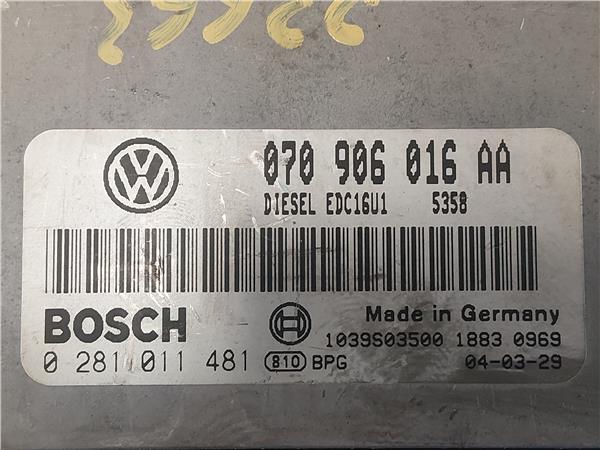 070 906 016 AA
DIESEL EDC16U1 5358
BOSCH
Made in Germany
1039S03500 1883 0969
0 281 011 481 810 BPG 04-03-29